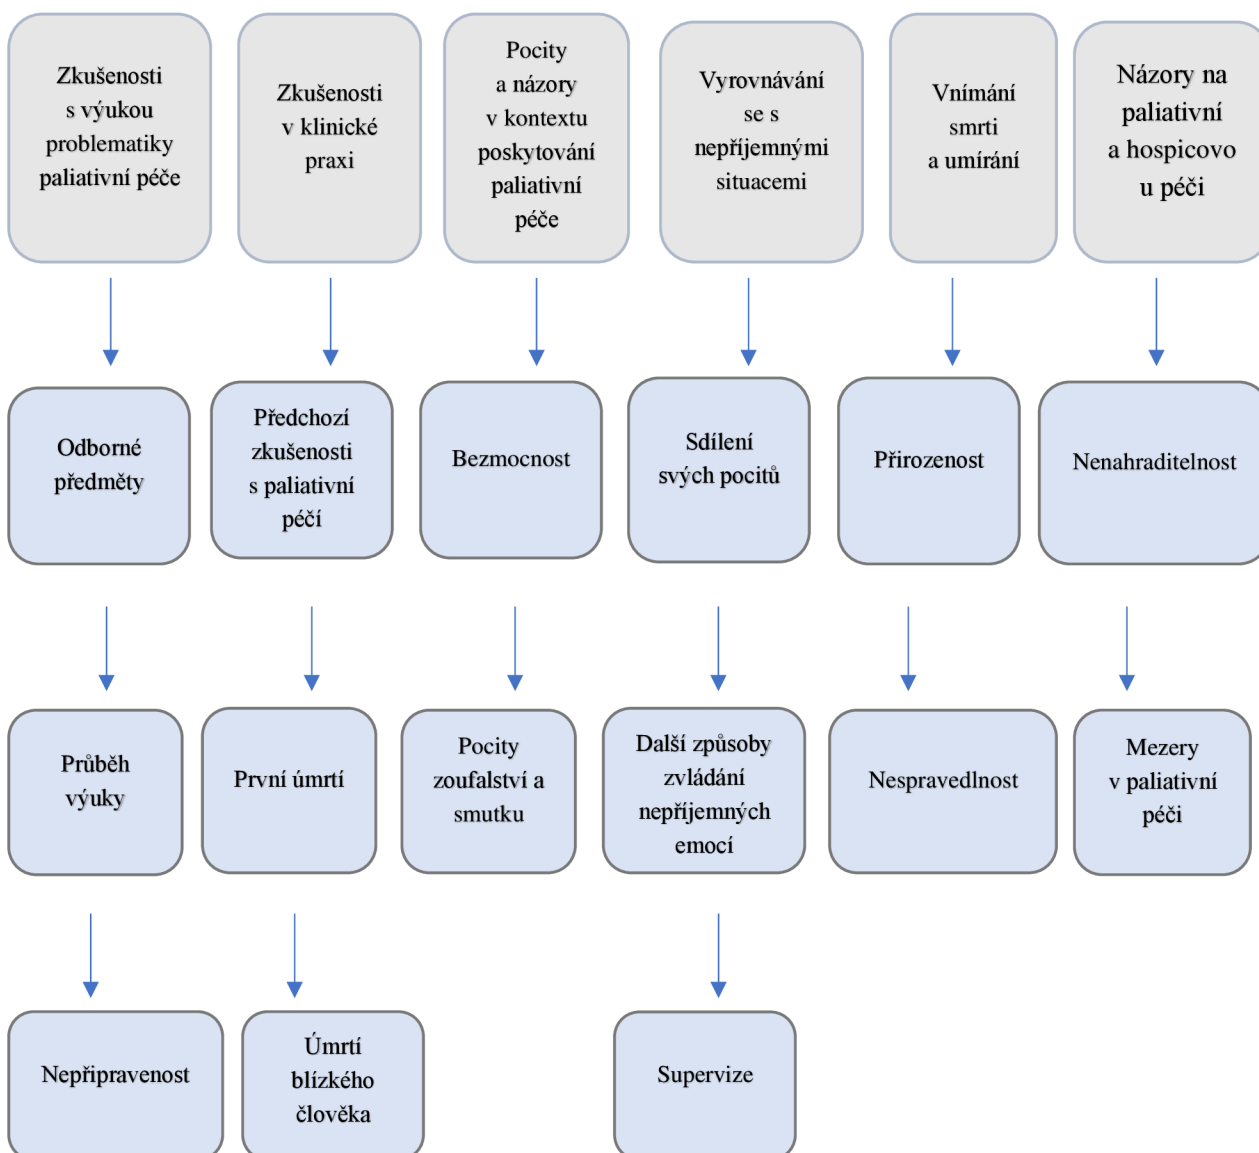 Zkušenosti
s výukou
problematiky
paliativní péče
Zkušenosti
v klinické
praxi
Pocity
a názory
v kontextu
poskytování
paliativní
péče
Vyrovnávání
se s
nepříjemnými
situacemi
Vnímání
smrti
a umírání
Názory na
paliativní
a hospicovo
u péči
Odborné
předměty
Předchozí
zkušenosti
s paliativní
péčí
Bezmocnost
Sdílení
svých pocitů
Přirozenost
Nenahraditelnost
Průběh
výuky
První úmrtí
Pocity
zoufalství a
smutku
Další způsoby
zvládání
nepříjemných
emocí
Nespravedlnost
Mezery
v paliativní
péči
Nepřipravenost
Úmrtí
blízkého
člověka
Supervize